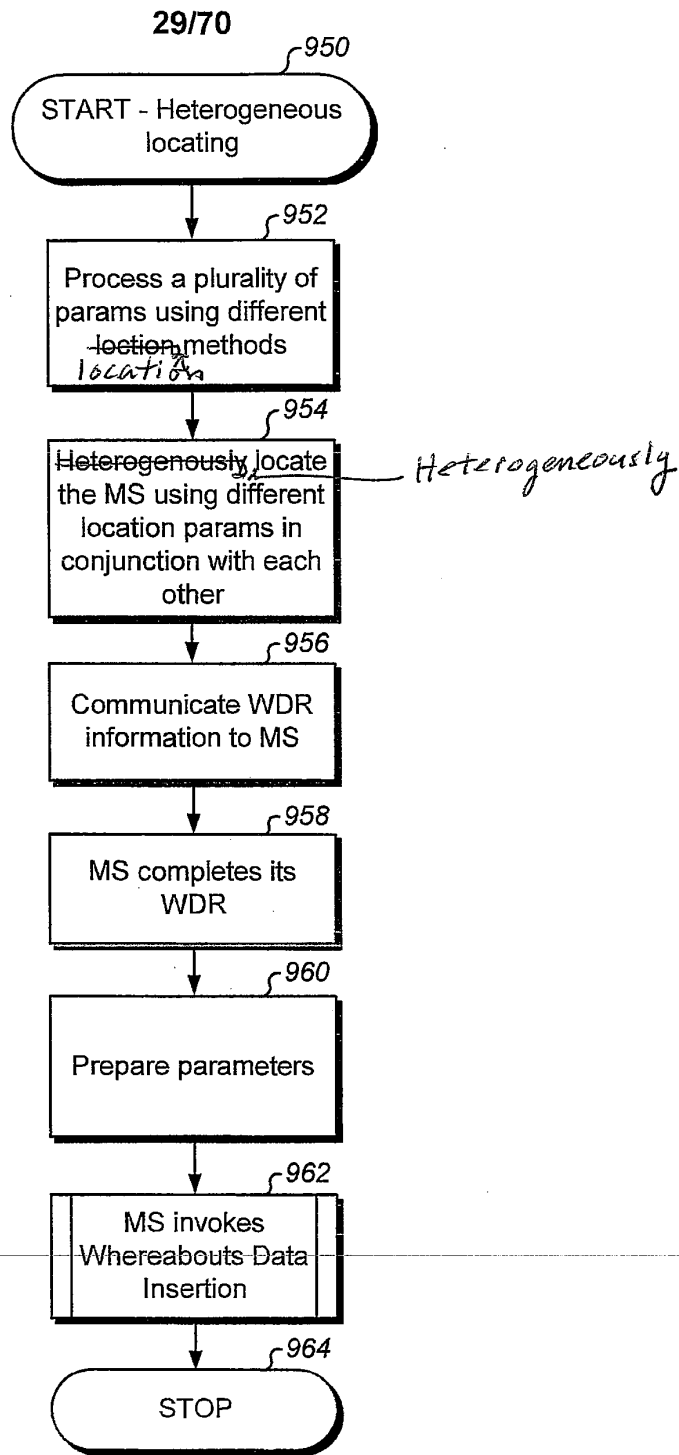 29/70
950
START - Heterogeneous
locating
952
Process a plurality of
params using different
loction methods
location
954
Heterogenously locate
Heterogeneously
the MS using different
location params in
conjunction with each
other
956
Communicate WDR
information to MS
958
MS completes its
WDR
960
Prepare parameters
962
MS invokes
Whereabouts Data
Insertion
964
STOP